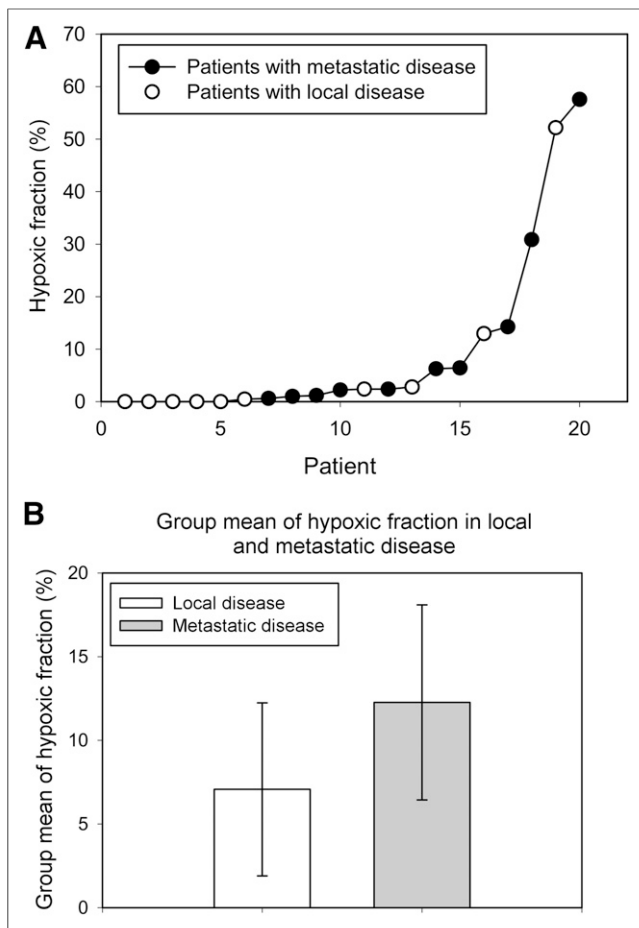 A
70
60
50
40
30
20
10
0
Hypoxic fraction (%)
Patients with metastatic disease
Patients with local disease
0 5 10 15 20
Patient
B
Group mean of hypoxic fraction in local
and metastatic disease
20
15
10
5
0
Group mean of hypoxic fraction (%)
Local disease
Metastatic disease